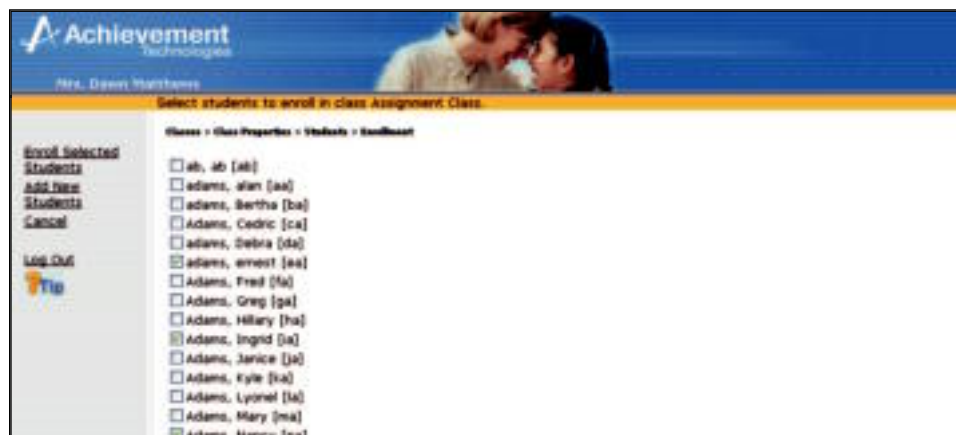 Achievement
Technologies
Mrs. Dawn Matthews
Select students to enroll in class Assignment Class.
Classes > Class Properties > Students > Enrollment
Enroll Selected
Students
Add New
Students
Cancel
Log Out
Tip
ab, ab [ab]
adams, alan [aa]
adams, Bertha [ba]
Adams, Cedric [ca]
adams, Debra [da]
adams, ernest [ea]
Adams, Fred [fa]
Adams, Greg [ga]
Adams, Hillary [ha]
Adams, Ingrid [ia]
Adams, Janice [ja]
Adams, Kyle [ka]
Adams, Lyonel [la]
Adams, Mary [ma]
Adams, Nancy [na]